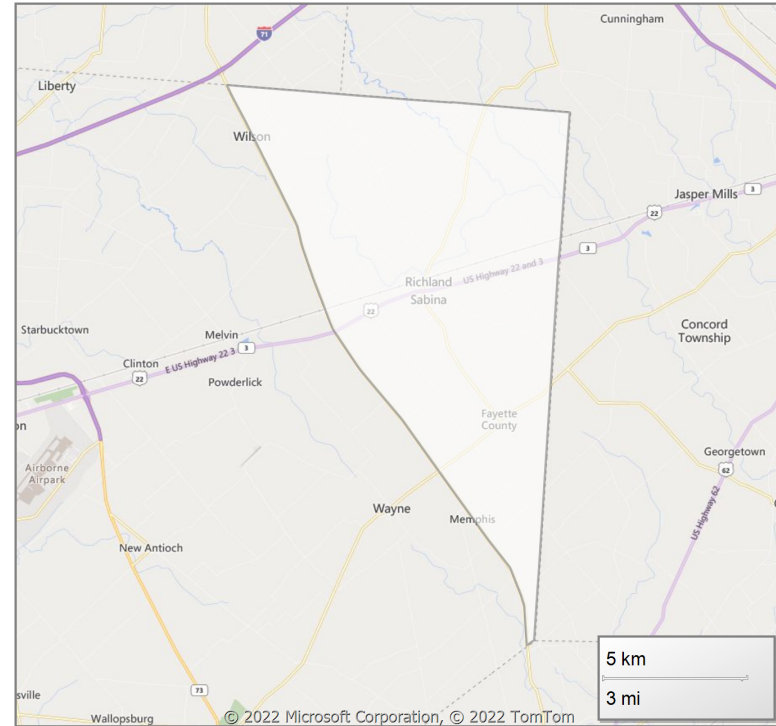 Cunningham
71
Liberty
Wilson
Jasper Mills
3
22
3
US Highway 22 and 3
Richland
Sabina
22
Starbucktown
Melvin
3
E US Highway 22 3
Clinton
22
Powderlick
Concord
Township
on
Fayette
County
Airborne
Airpark
Georgetown
62
US Highway 62
Wayne
Memphis
New Antioch
5 km
3 mi
73
sville
Wallopsburg
© 2022 Microsoft Corporation, © 2022 TomTom